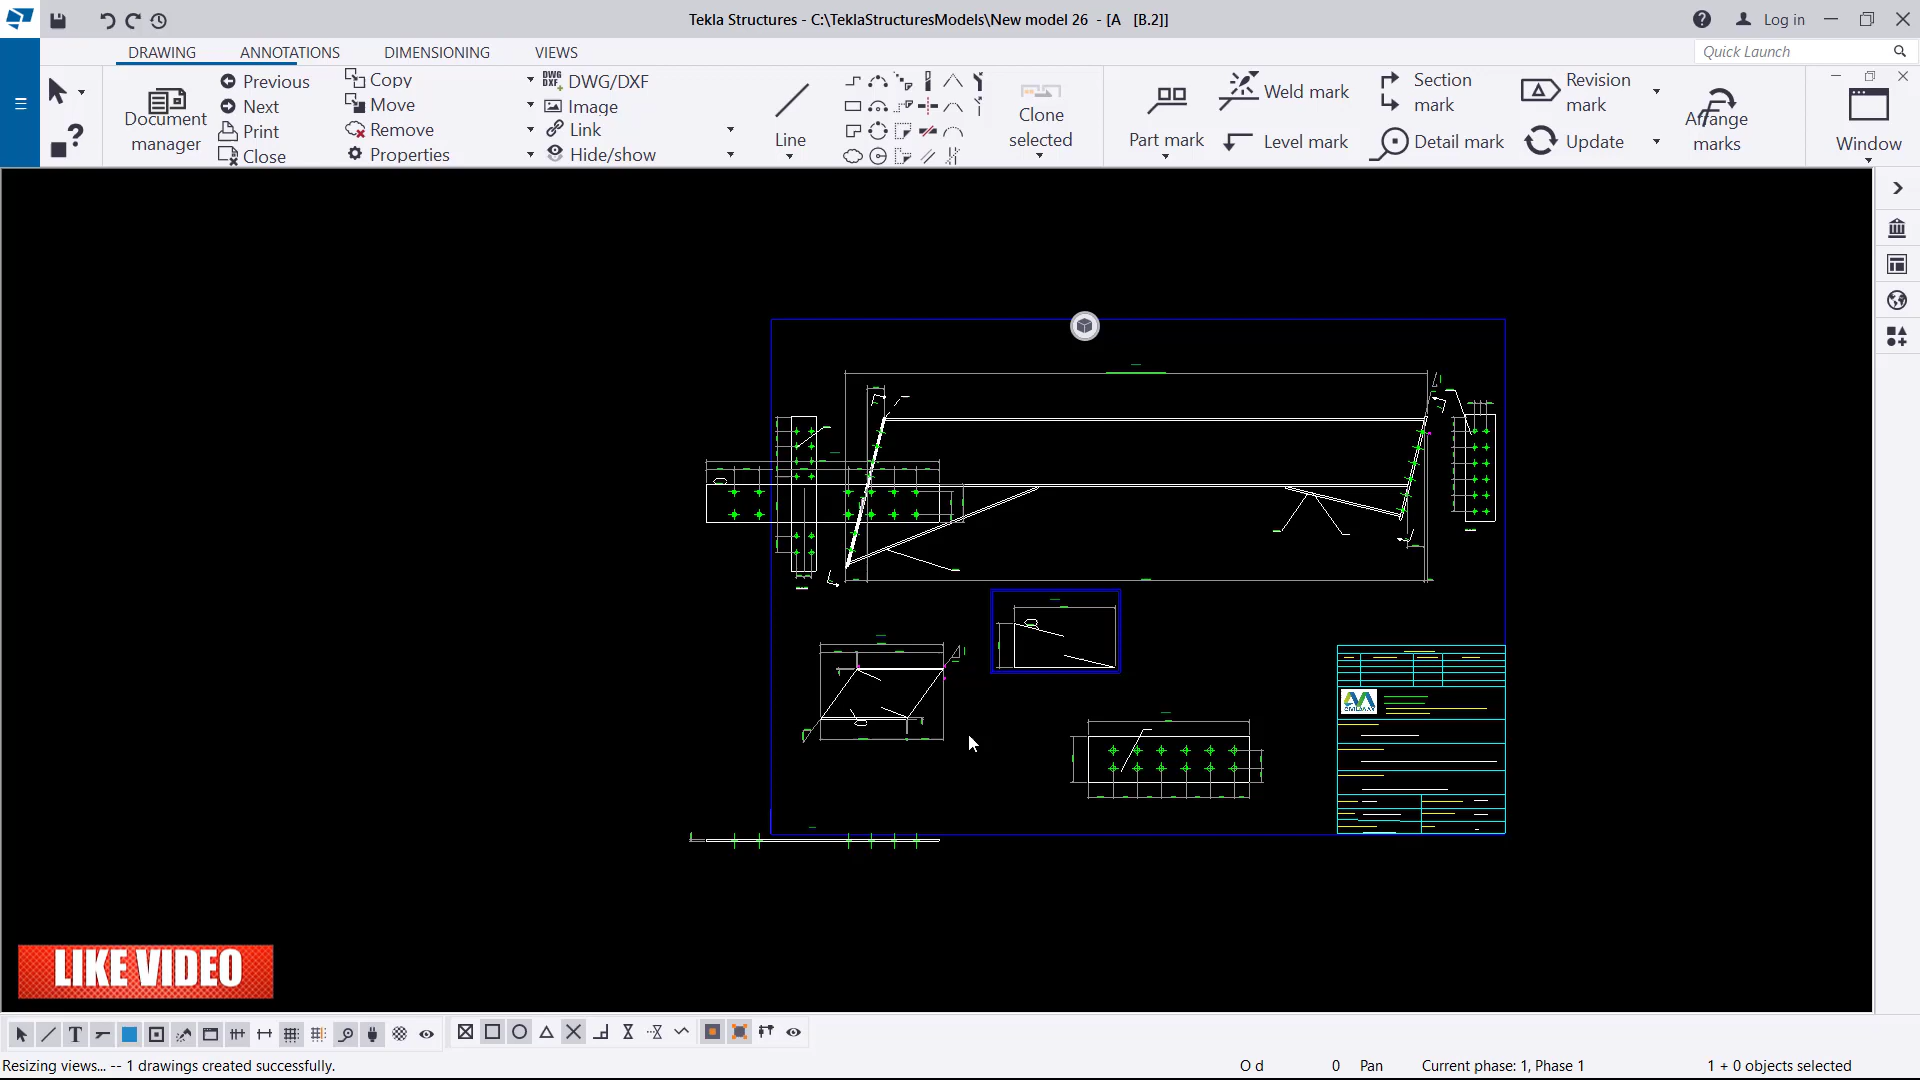 Tekla Structures - C:\TeklaStructuresModels\New model 26 - [A [B.2]]
Log in
DRAWING ANNOTATIONS DIMENSIONING VIEWS
Quick Launch
Document manager
Previous
Next
Print
Close
Copy
Move
Remove
Properties
DWG/DXF
Image
Link
Hide/show
Line
Clone selected
Part mark
Weld mark
Level mark
Section mark
Detail mark
Revision mark
Update
Arrange marks
Window
LIKE VIDEO
Resizing views... -- 1 drawings created successfully.
O d 0 Pan Current phase: 1, Phase 1 1 + 0 objects selected